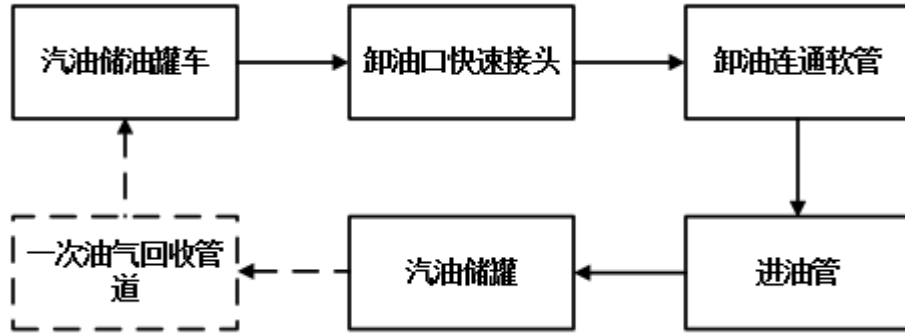 汽油储油罐车
卸油口快速接头
卸油连通软管
一次油气回收管
道
汽油储罐
进油管